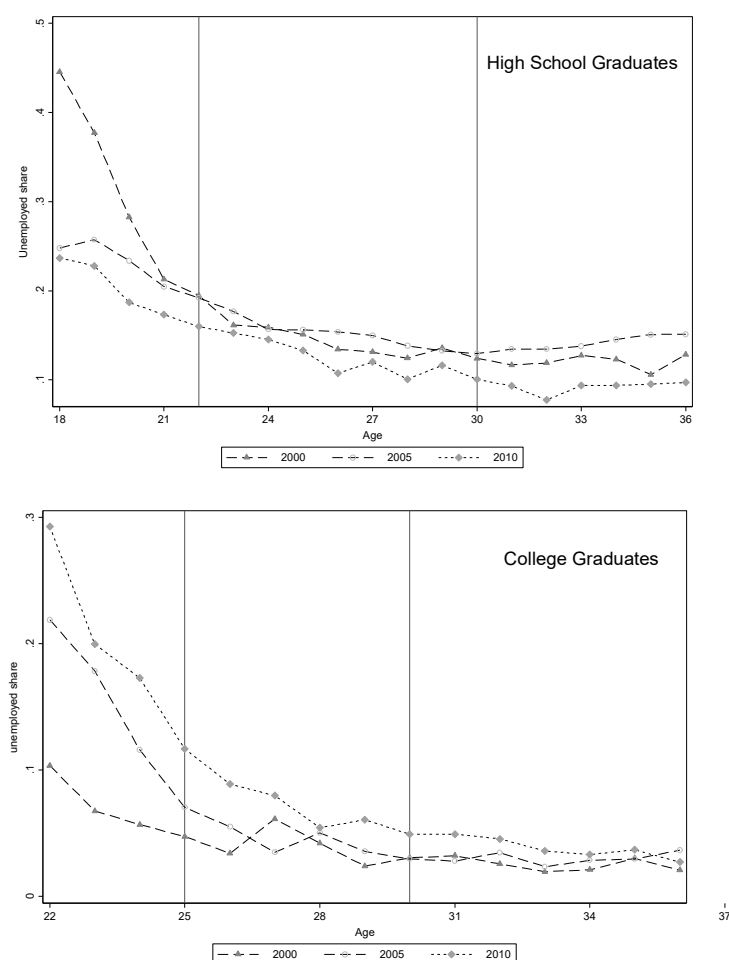 .5
High School Graduates
.4
Unemployed share
.3
.2
.1
18 21 24 27 30 33 36
Age
2000 2005 2010
.3
College Graduates
.2
unemployed share
.1
0
22 25 28 31 34 37
Age
2000 2005 2010